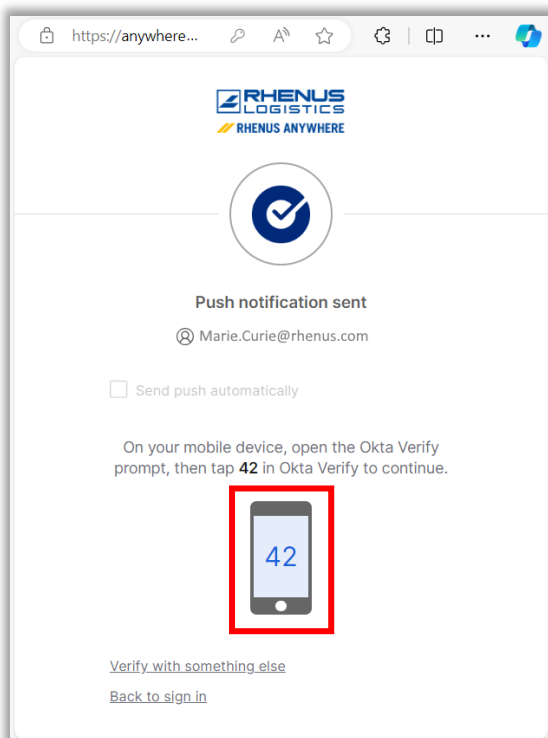 https://anywhere...
RHENUS
LOGISTICS
RHENUS ANYWHERE
Push notification sent
Marie.Curie@rhenus.com
Send push automatically
On your mobile device, open the Okta Verify
prompt, then tap 42 in Okta Verify to continue.
42
Verify with something else
Back to sign in